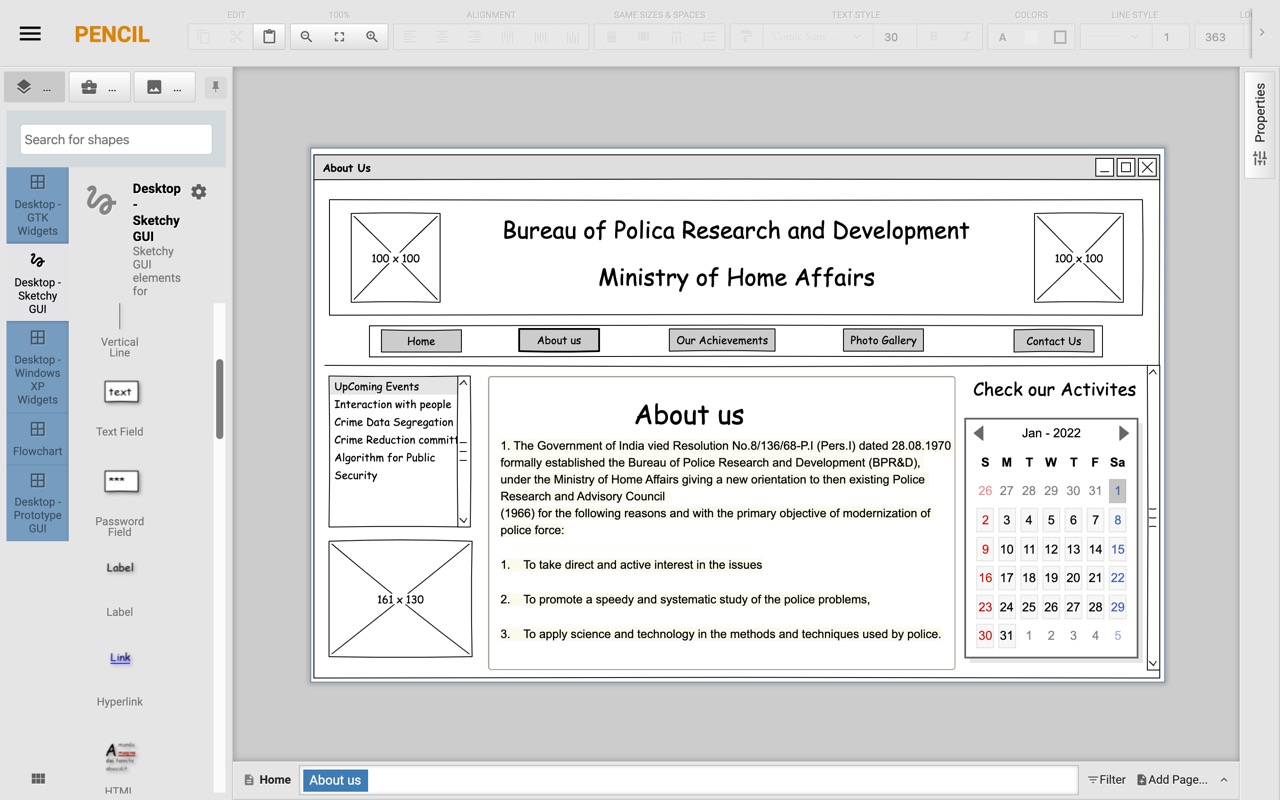 EDIT
100%
ALIGNMENT
SAME SIZES & SPACES
TEXT STYLE
COLORS
LINE STYLE
PENCIL
30
A
B
I
1
363
...
...
...
Search for shapes
Desktop - GTK Widgets
Desktop - Sketchy GUI
Desktop - Windows XP Widgets
Flowchart
Desktop - Prototype GUI
Desktop
-
Sketchy
GUI
Sketchy
GUI
elements
for
Vertical
Line
text
Text Field
***
Password
Field
Label
Label
Link
Hyperlink
HTML
Properties
About Us
100 x 100
Bureau of Polica Research and Development
Ministry of Home Affairs
100 x 100
Home
About us
Our Achievements
Photo Gallery
Contact Us
UpComing Events
Interaction with people
Crime Data Segregation
Crime Reduction committ
Algorithm for Public
Security
161 x 130
About us
1. The Government of India vied Resolution No.8/136/68-P.I (Pers.I) dated 28.08.1970
formally established the Bureau of Police Research and Development (BPR&D),
under the Ministry of Home Affairs giving a new orientation to then existing Police
Research and Advisory Council
(1966) for the following reasons and with the primary objective of modernization of
police force:
1. To take direct and active interest in the issues
2. To promote a speedy and systematic study of the police problems,
3. To apply science and technology in the methods and techniques used by police.
Check our Activites
Jan - 2022
S M T W T F Sa
26 27 28 29 30 31 1
2 3 4 5 6 7 8
9 10 11 12 13 14 15
16 17 18 19 20 21 22
23 24 25 26 27 28 29
30 31 1 2 3 4 5
Home
About us
Filter
Add Page...